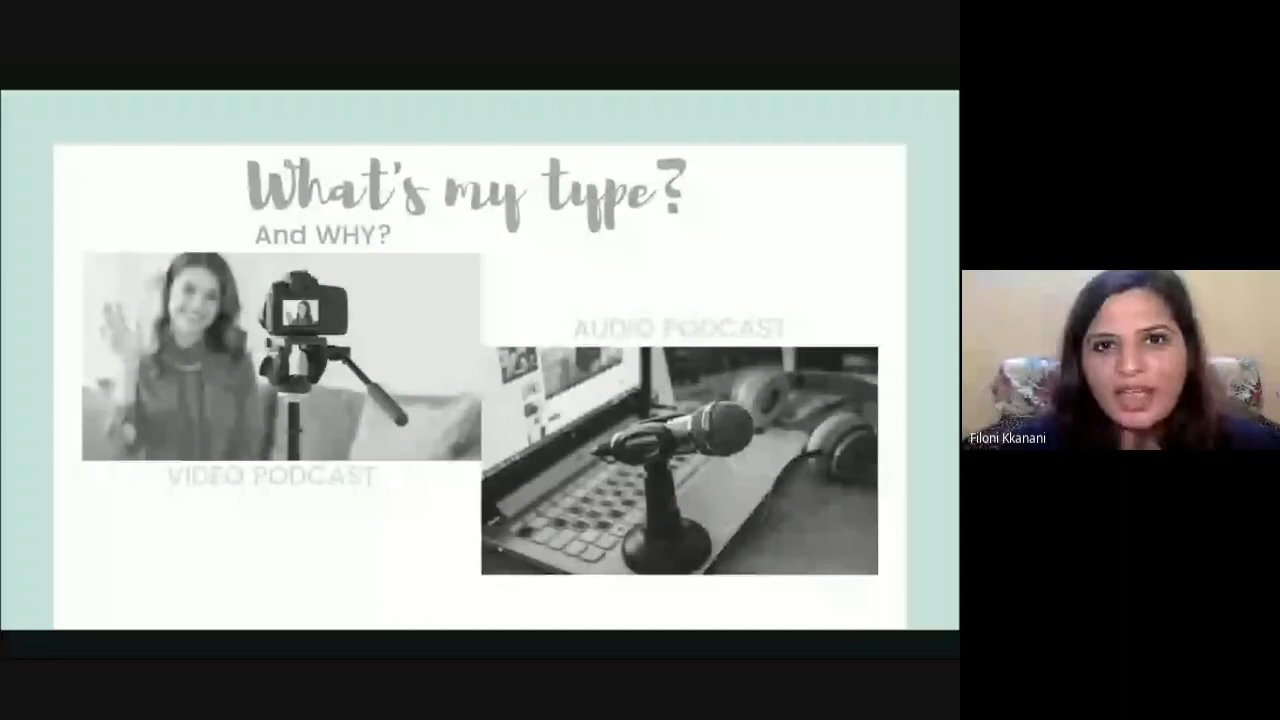 What's my type?
And WHY?
AUDIO PODCAST
VIDEO PODCAST
Filoni Kkanani